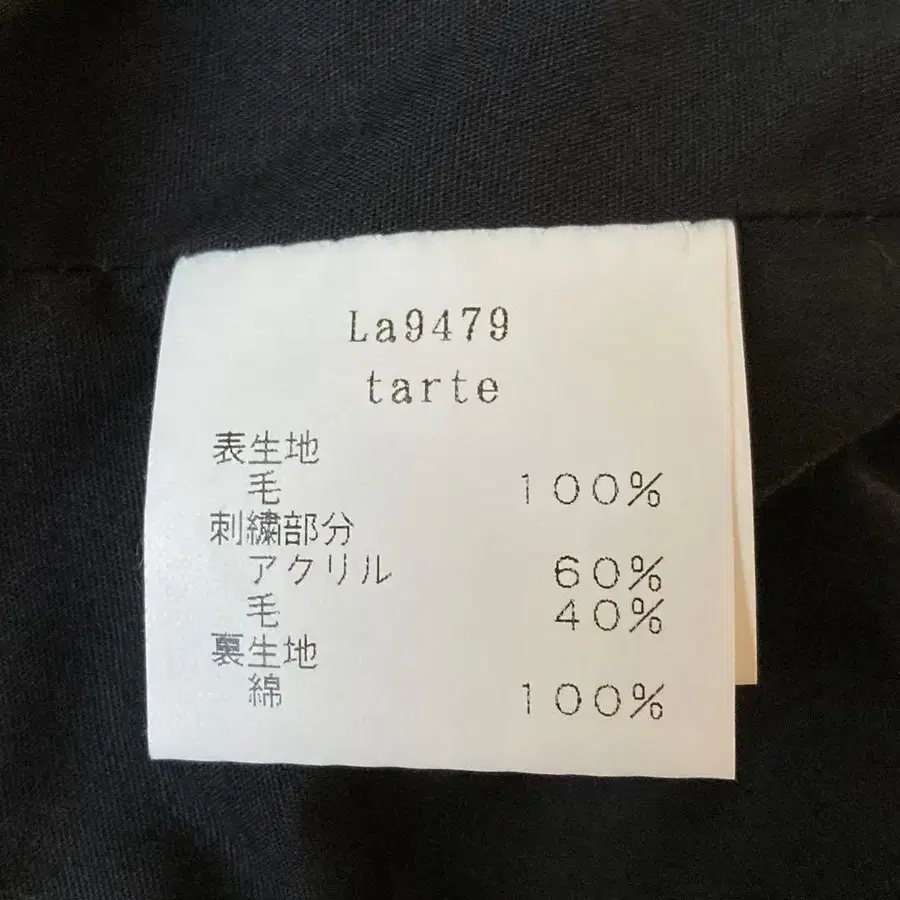 La9479
tarte
表生地
毛 100%
刺繍部分
アクリル 60%
毛 40%
裏生地
綿 100%